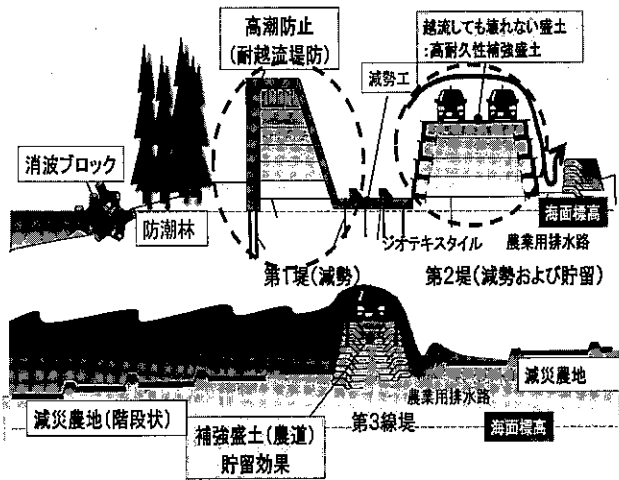 高潮防止
(耐越流堤防)
越流しても壊れない盛土
:高耐久性補強盛土
減勢工
消波ブロック
防潮林
ジオテキスタイル
農業用排水路
海面標高
第1堤(減勢)
第2堤(減勢および貯留)
減災農地(階段状)
補強盛土(農道)
貯留効果
第3線堤
農業用排水路
減災農地
海面標高